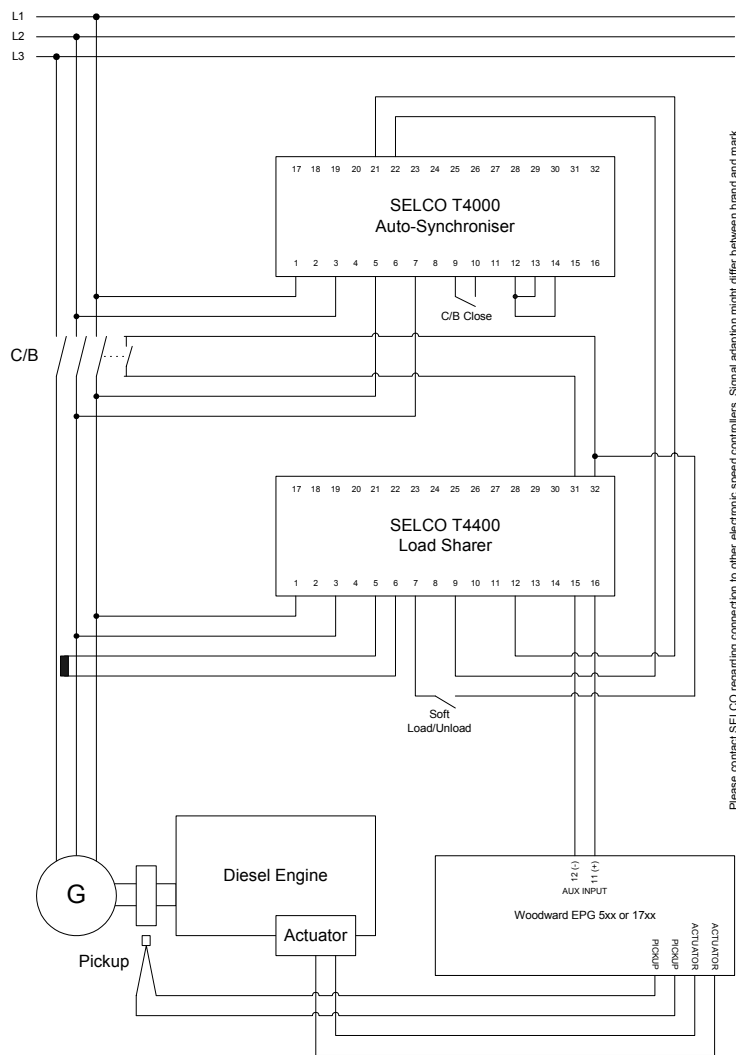 L1
L2
L3
17 18 19 20 21 22 23 24 25 26 27 28 29 30 31 32
SELCO T4000
Auto-Synchroniser
1 2 3 4 5 6 7 8 9 10 11 12 13 14 15 16
C/B Close
C/B
17 18 19 20 21 22 23 24 25 26 27 28 29 30 31 32
SELCO T4400
Load Sharer
1 2 3 4 5 6 7 8 9 10 11 12 13 14 15 16
Soft
Load/Unload
Please contact SELCO regarding connection to other electronic speed controllers. Signal adaption might differ between brand and mark
G
Diesel Engine
Actuator
Pickup
12 (-)
11 (+)
AUX INPUT
Woodward EPG 5xx or 17xx
PICKUP
PICKUP
ACTUATOR
ACTUATOR